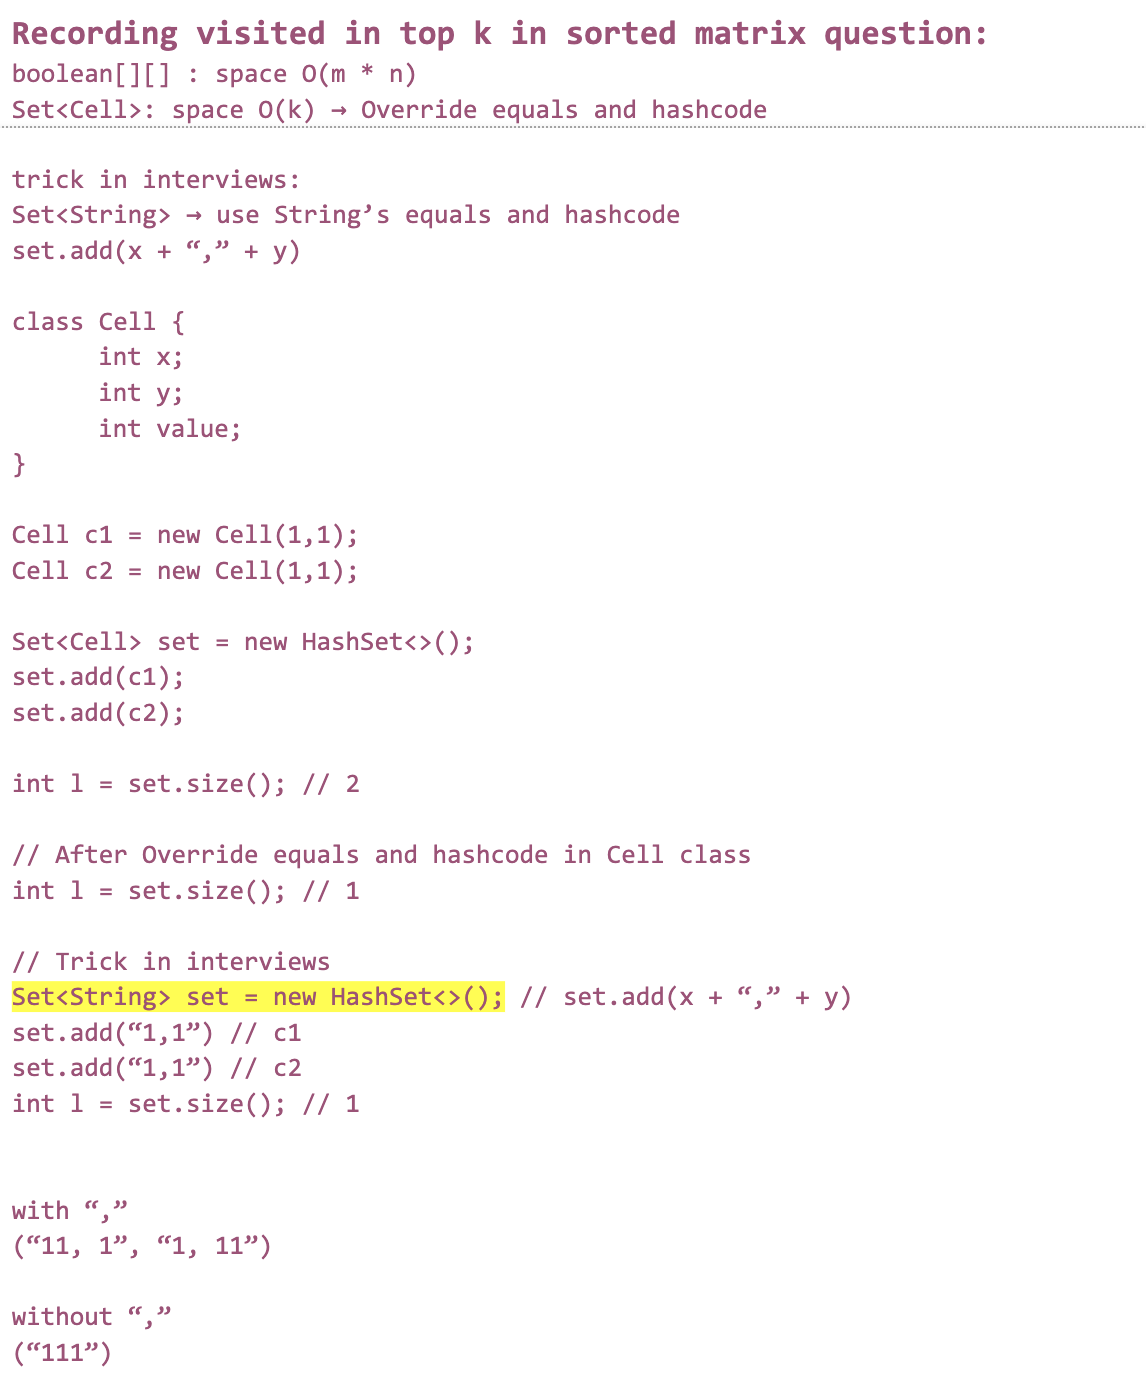 Recording visited in top k in sorted matrix question:
boolean[][] : space O(m * n)
Set<Cell>: space O(k) → Override equals and hashcode
trick in interviews:
Set<String> → use String’s equals and hashcode
set.add(x + “,” + y)
class Cell {
int x;
int y;
int value;
}
Cell c1 = new Cell(1,1);
Cell c2 = new Cell(1,1);
Set<Cell> set = new HashSet<>();
set.add(c1);
set.add(c2);
int l = set.size(); // 2
// After Override equals and hashcode in Cell class
int l = set.size(); // 1
// Trick in interviews
Set<String> set = new HashSet<>(); // set.add(x + “,” + y)
set.add(“1,1”) // c1
set.add(“1,1”) // c2
int l = set.size(); // 1
with “,”
(“11, 1”, “1, 11”)
without “,”
(“111”)